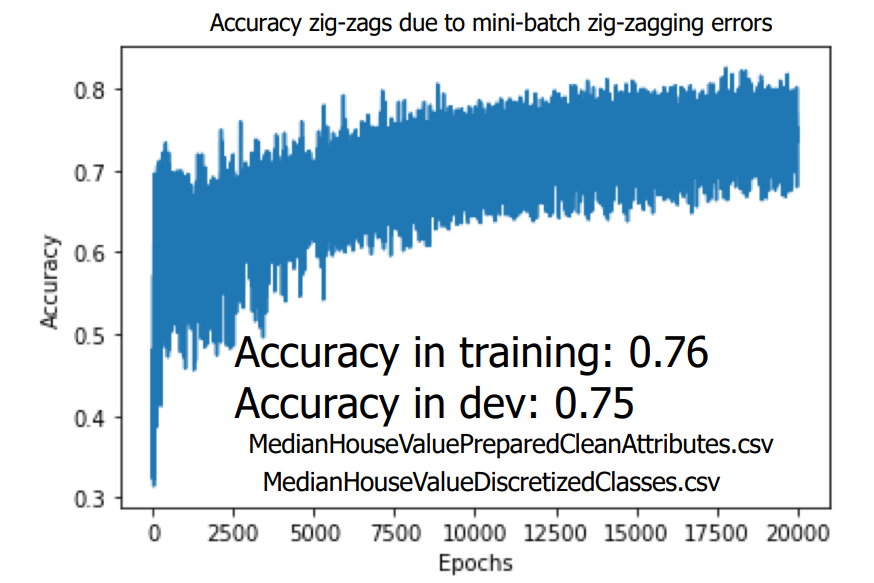 Accuracy zig-zags due to mini-batch zig-zagging errors
0.8
0.7
0.6
0.5
0.4
0.3
Accuracy
Accuracy in training: 0.76
Accuracy in dev: 0.75
MedianHouseValuePreparedCleanAttributes.csv
MedianHouseValueDiscretizedClasses.csv
0 2500 5000 7500 10000 12500 15000 17500 20000
Epochs